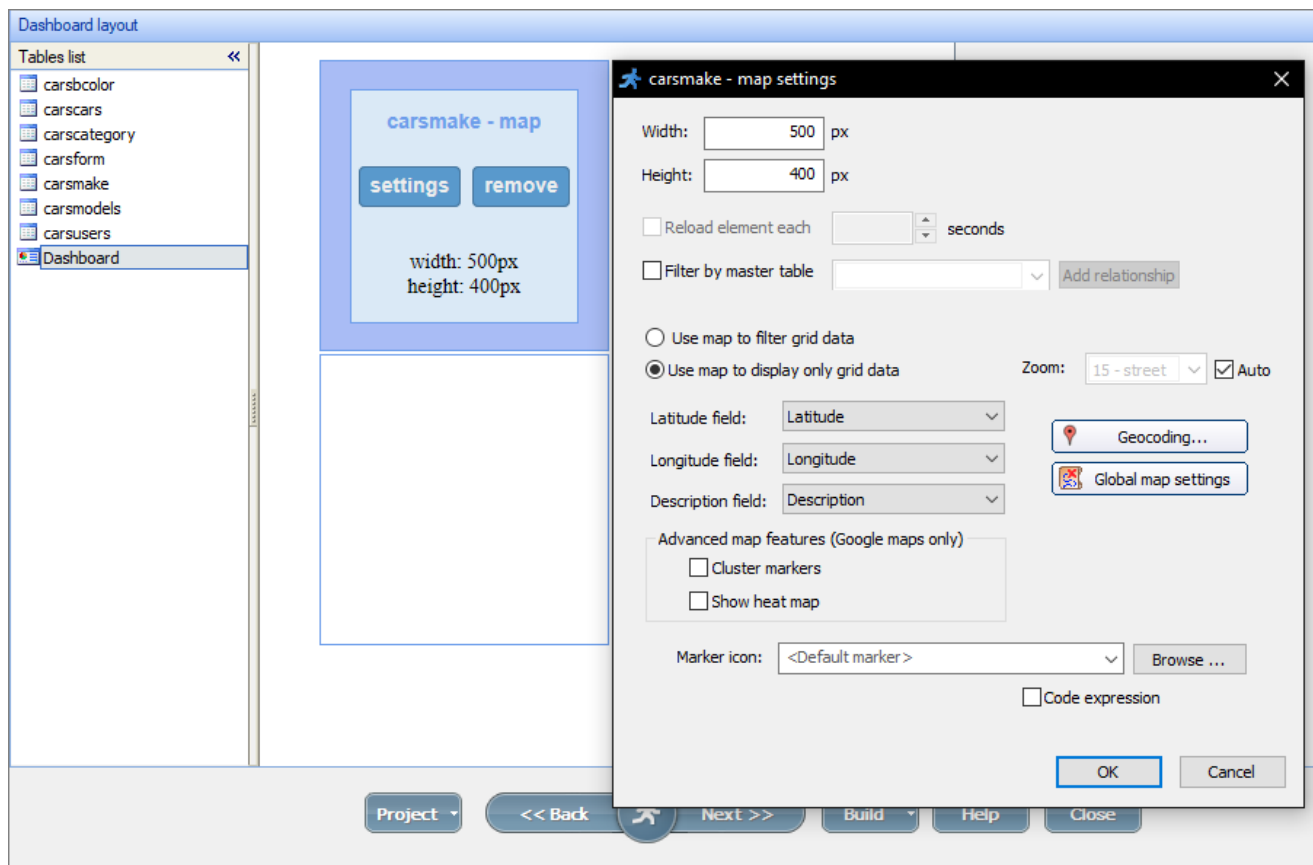 Dashboard layout
Tables list «
carsbcolor
carscars
carscategory
carsform
carsmake
carsmodels
carsusers
Dashboard
carsmake - map
settings remove
width: 500px
height: 400px
carsmake - map settings
Width: 500 px
Height: 400 px
Reload element each seconds
Filter by master table Add relationship
Use map to filter grid data
Use map to display only grid data Zoom: 15 - street Auto
Latitude field: Latitude
Geocoding...
Longitude field: Longitude
Global map settings
Description field: Description
Advanced map features (Google maps only)
Cluster markers
Show heat map
Marker icon: <Default marker> Browse ...
Code expression
OK Cancel
Project << Back Next >> Build Help Close